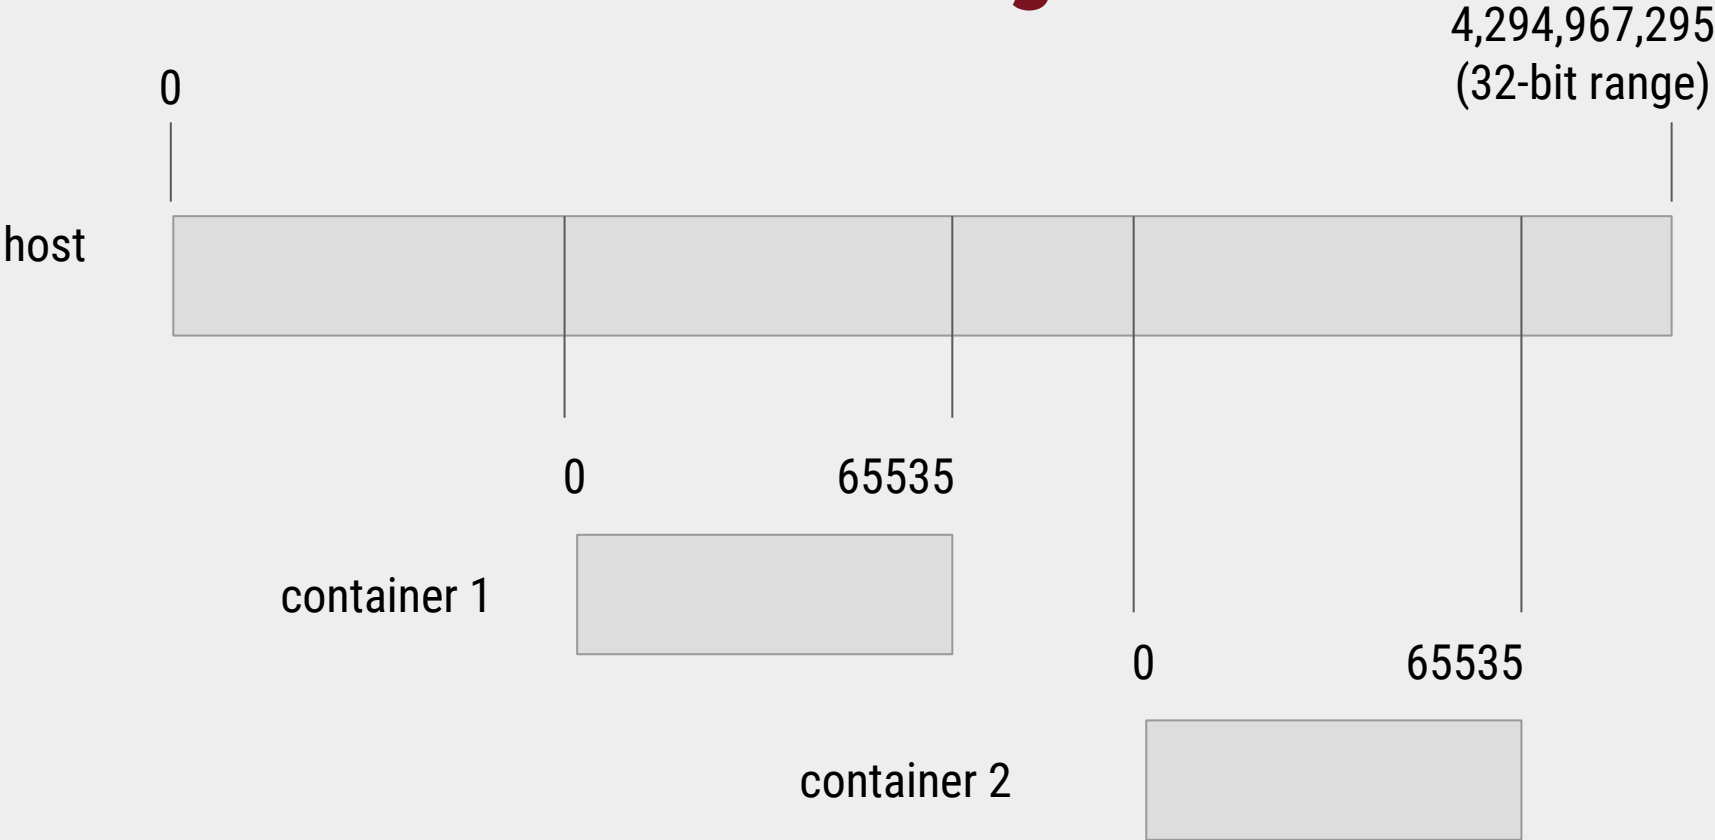 4,294,967,295
(32-bit range)
0
host
0 65535
container 1
0 65535
container 2